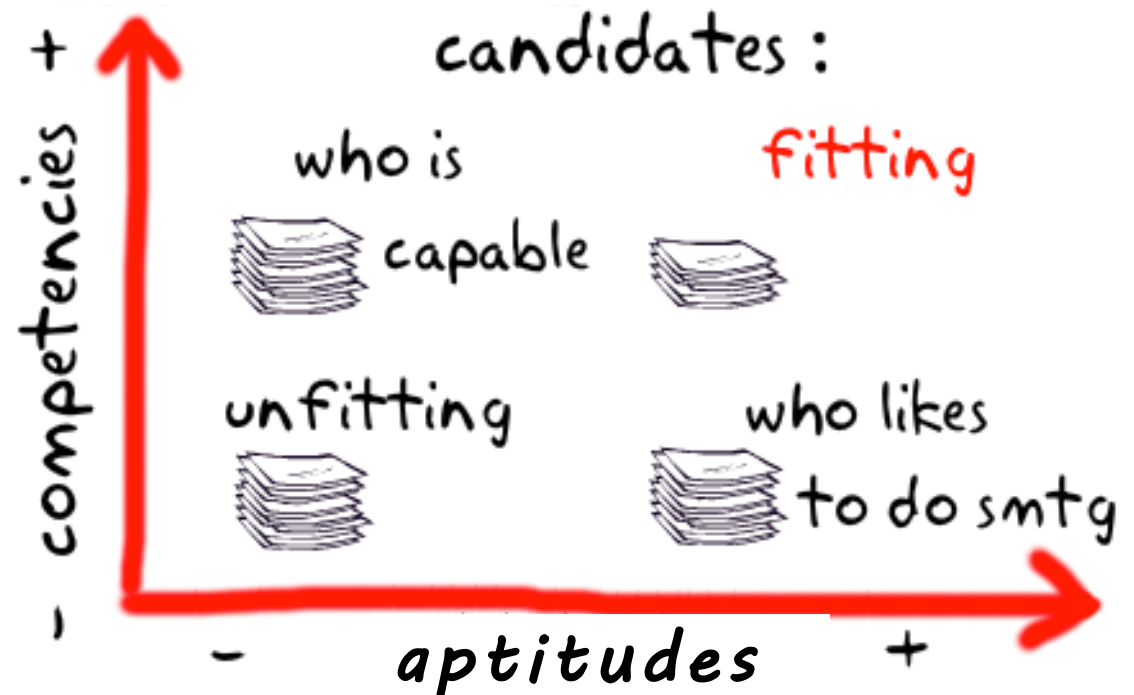 +
candidates :
who is
fitting
capable
competencies
unfitting
who likes
to do smtg
-
-
aptitudes
+